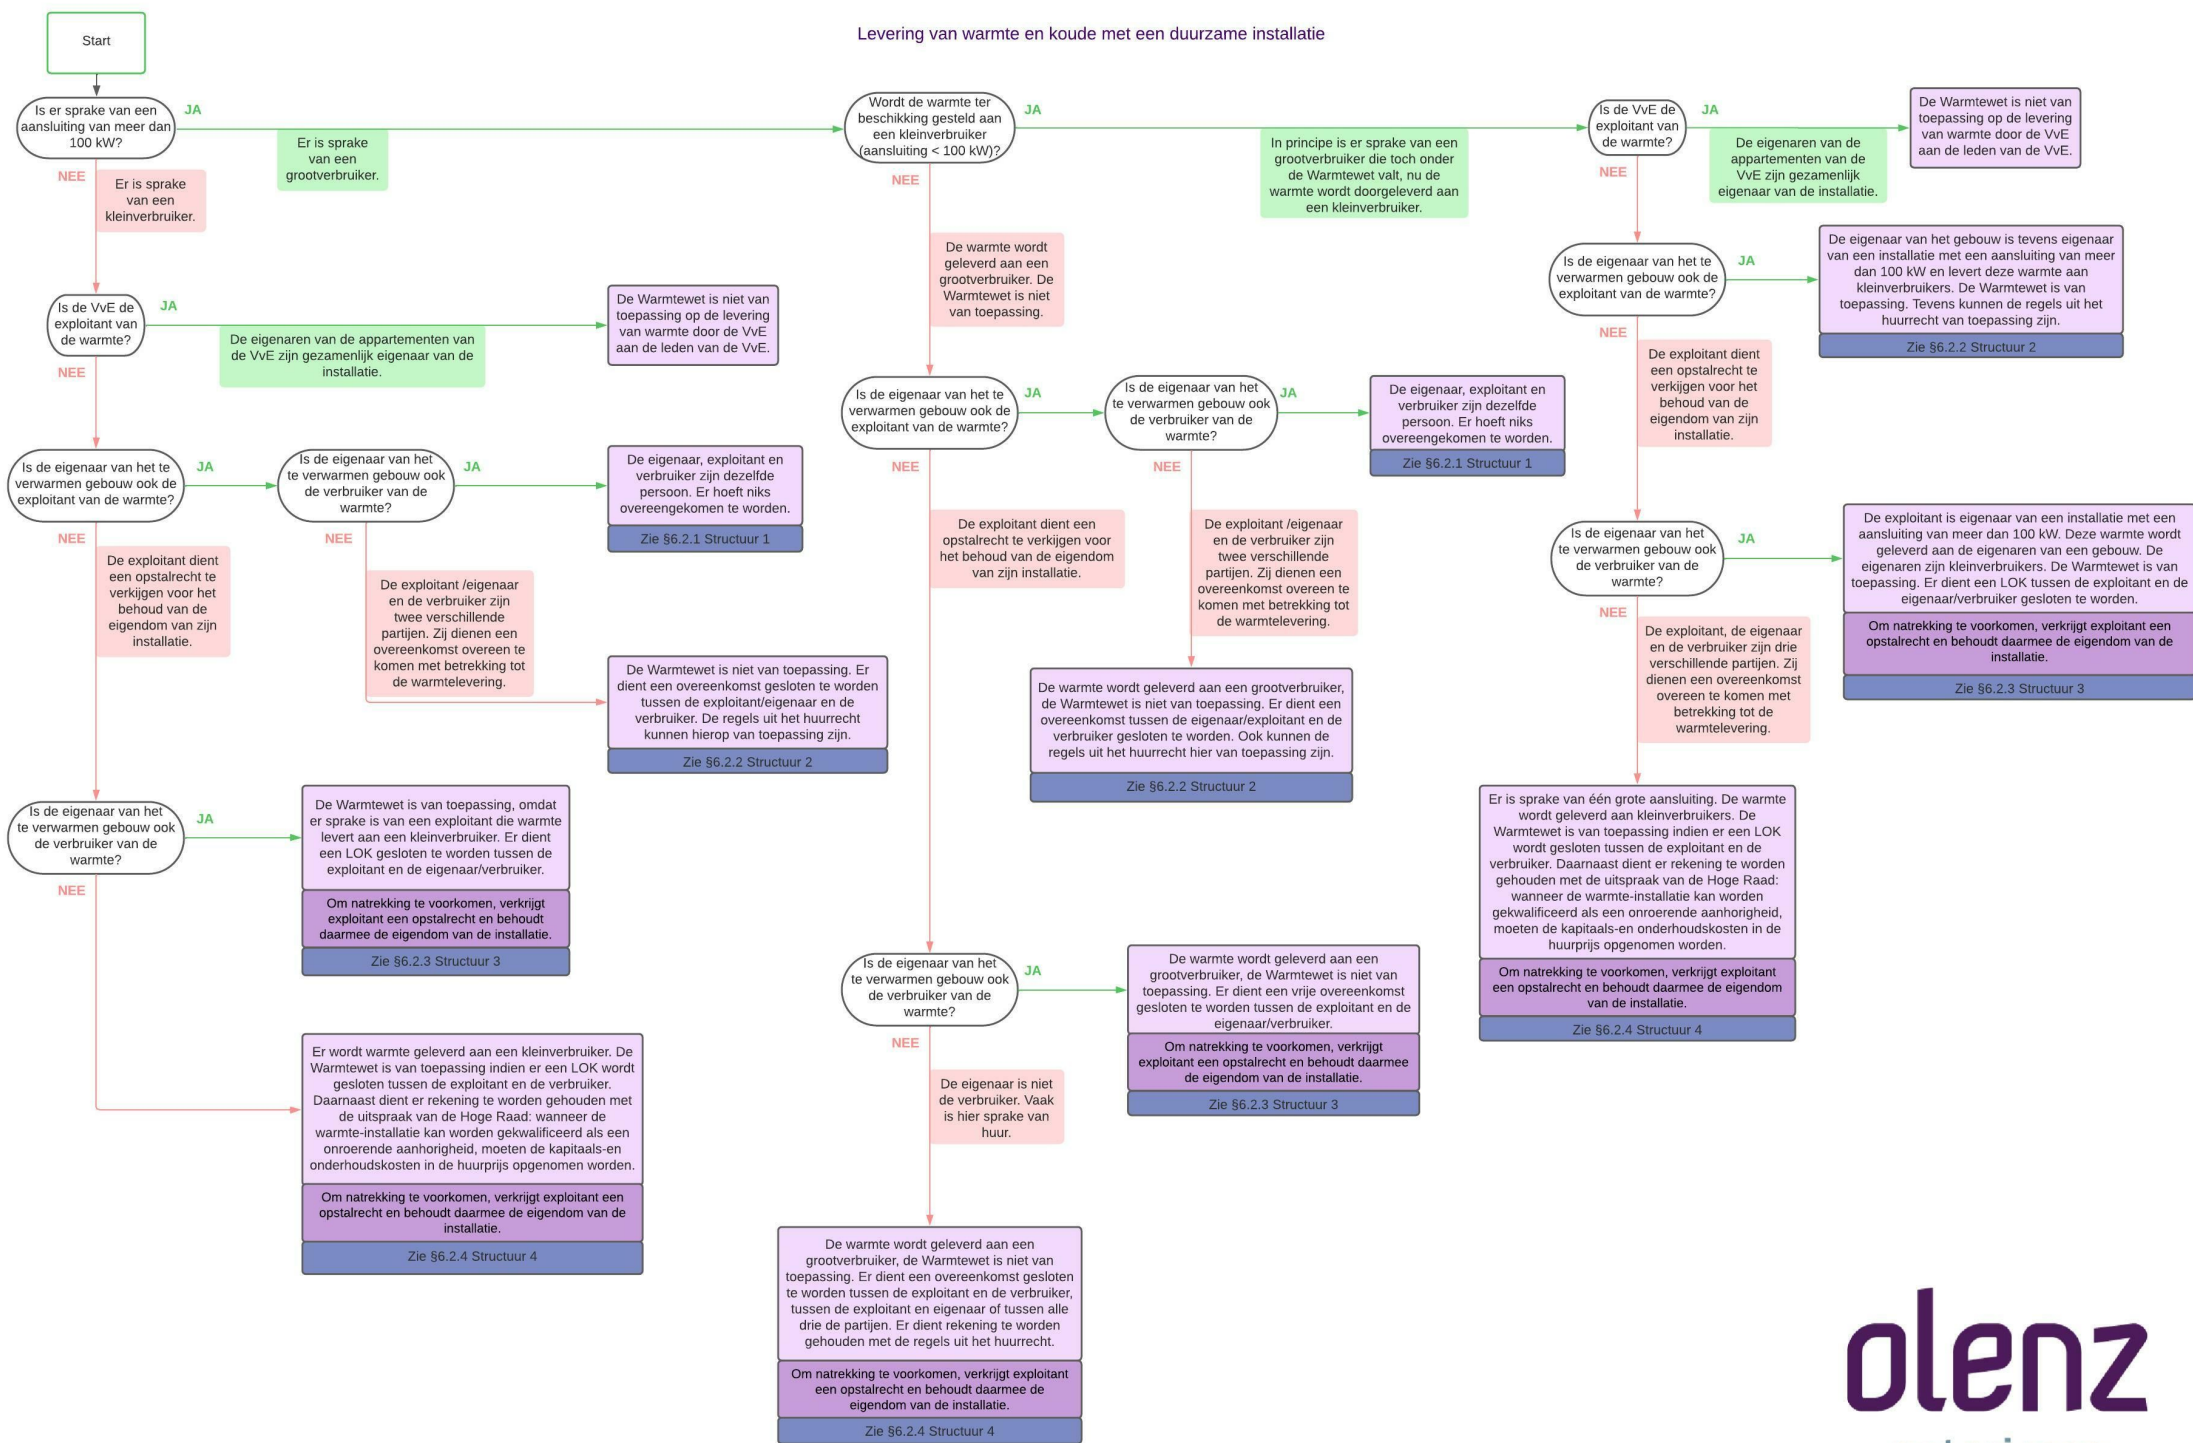 Levering van warmte en koude met een duurzame installatie
Start
Is er sprake van een
aansluiting van meer dan
100 kW?
JA
Er is sprake
van een
grootverbruiker.
NEE
Er is sprake
van een
kleinverbruiker.
Is de VvE de
exploitant van
de warmte?
JA
De eigenaren van de appartementen van
de VvE zijn gezamenlijk eigenaar van de
installatie.
De Warmtewet is niet van
toepassing op de levering
van warmte door de VvE
aan de leden van de VvE.
NEE
Is de eigenaar van het te
verwarmen gebouw ook de
exploitant van de warmte?
JA
Is de eigenaar van het
te verwarmen gebouw ook
de verbruiker van de
warmte?
JA
De eigenaar, exploitant en
verbruiker zijn dezelfde
persoon. Er hoeft niks
overeengekomen te worden.
Zie §6.2.1 Structuur 1
NEE
De exploitant /eigenaar
en de verbruiker zijn
twee verschillende
partijen. Zij dienen een
overeenkomst overeen te
komen met betrekking tot
de warmtelevering.
De Warmtewet is niet van toepassing. Er
dient een overeenkomst gesloten te worden
tussen de exploitant/eigenaar en de
verbruiker. De regels uit het huurrecht
kunnen hierop van toepassing zijn.
Zie §6.2.2 Structuur 2
NEE
De exploitant dient
een opstalrecht te
verkijgen voor het
behoud van de
eigendom van zijn
installatie.
Is de eigenaar van het
te verwarmen gebouw ook
de verbruiker van de
warmte?
JA
De Warmtewet is van toepassing, omdat
er sprake is van een exploitant die warmte
levert aan een kleinverbruiker. Er dient
een LOK gesloten te worden tussen de
exploitant en de eigenaar/verbruiker.
Om natrekking te voorkomen, verkrijgt
exploitant een opstalrecht en behoudt
daarmee de eigendom van de installatie.
Zie §6.2.3 Structuur 3
NEE
Er wordt warmte geleverd aan een kleinverbruiker. De
Warmtewet is van toepassing indien er een LOK wordt
gesloten tussen de exploitant en de verbruiker.
Daarnaast dient er rekening te worden gehouden met
de uitspraak van de Hoge Raad: wanneer de
warmte-installatie kan worden gekwalificeerd als een
onroerende aanhorigheid, moeten de kapitaals-en
onderhoudskosten in de huurprijs opgenomen worden.
Om natrekking te voorkomen, verkrijgt exploitant een
opstalrecht en behoudt daarmee de eigendom van de
installatie.
Zie §6.2.4 Structuur 4
Wordt de warmte ter
beschikking gesteld aan
een kleinverbruiker
(aansluiting < 100 kW)?
JA
In principe is er sprake van een
grootverbruiker die toch onder
de Warmtewet valt, nu de
warmte wordt doorgeleverd aan
een kleinverbruiker.
NEE
De warmte wordt
geleverd aan een
grootverbruiker. De
Warmtewet is niet
van toepassing.
Is de eigenaar van het te
verwarmen gebouw ook de
exploitant van de warmte?
JA
Is de eigenaar van het
te verwarmen gebouw ook
de verbruiker van de
warmte?
JA
De eigenaar, exploitant en
verbruiker zijn dezelfde
persoon. Er hoeft niks
overeengekomen te worden.
Zie §6.2.1 Structuur 1
NEE
De exploitant /eigenaar
en de verbruiker zijn
twee verschillende
partijen. Zij dienen een
overeenkomst overeen te
komen met betrekking tot
de warmtelevering.
De warmte wordt geleverd aan een grootverbruiker,
de Warmtewet is niet van toepassing. Er dient een
overeenkomst tussen de eigenaar/exploitant en de
verbruiker gesloten te worden. Ook kunnen de
regels uit het huurrecht hier van toepassing zijn.
Zie §6.2.2 Structuur 2
NEE
De exploitant dient een
opstalrecht te verkijgen voor
het behoud van de eigendom
van zijn installatie.
Is de eigenaar van het
te verwarmen gebouw ook
de verbruiker van de
warmte?
JA
De warmte wordt geleverd aan een
grootverbruiker, de Warmtewet is niet van
toepassing. Er dient een vrije overeenkomst
gesloten te worden tussen de exploitant en de
eigenaar/verbruiker.
Om natrekking te voorkomen, verkrijgt
exploitant een opstalrecht en behoudt daarmee
de eigendom van de installatie.
Zie §6.2.3 Structuur 3
NEE
De eigenaar is niet
de verbruiker. Vaak
is hier sprake van
huur.
De warmte wordt geleverd aan een
grootverbruiker, de Warmtewet is niet van
toepassing. Er dient een overeenkomst gesloten
te worden tussen de exploitant en de verbruiker,
tussen de exploitant en eigenaar of tussen alle
drie de partijen. Er dient rekening te worden
gehouden met de regels uit het huurrecht.
Om natrekking te voorkomen, verkrijgt exploitant
een opstalrecht en behoudt daarmee de
eigendom van de installatie.
Zie §6.2.4 Structuur 4
Is de VvE de
exploitant van
de warmte?
JA
De eigenaren van de
appartementen van de
VvE zijn gezamenlijk
eigenaar van de installatie.
De Warmtewet is niet van
toepassing op de levering
van warmte door de VvE
aan de leden van de VvE.
NEE
Is de eigenaar van het te
verwarmen gebouw ook de
exploitant van de warmte?
JA
De eigenaar van het gebouw is tevens eigenaar
van een installatie met een aansluiting van meer
dan 100 kW en levert deze warmte aan
kleinverbruikers. De Warmtewet is van
toepassing. Tevens kunnen de regels uit het
huurrecht van toepassing zijn.
Zie §6.2.2 Structuur 2
NEE
De exploitant dient
een opstalrecht te
verkijgen voor het
behoud van de
eigendom van zijn
installatie.
Is de eigenaar van het
te verwarmen gebouw ook
de verbruiker van de
warmte?
JA
De exploitant is eigenaar van een installatie met een
aansluiting van meer dan 100 kW. Deze warmte wordt
geleverd aan de eigenaren van een gebouw. De
eigenaren zijn kleinverbruikers. De Warmtewet is van
toepassing. Er dient een LOK tussen de exploitant en de
eigenaar/verbruiker gesloten te worden.
Om natrekking te voorkomen, verkrijgt exploitant een
opstalrecht en behoudt daarmee de eigendom van de
installatie.
Zie §6.2.3 Structuur 3
NEE
De exploitant, de eigenaar
en de verbruiker zijn drie
verschillende partijen. Zij
dienen een overeenkomst
overeen te komen met
betrekking tot de
warmtelevering.
Er is sprake van één grote aansluiting. De warmte
wordt geleverd aan kleinverbruikers. De
Warmtewet is van toepassing indien er een LOK
wordt gesloten tussen de exploitant en de
verbruiker. Daarnaast dient er rekening te worden
gehouden met de uitspraak van de Hoge Raad:
wanneer de warmte-installatie kan worden
gekwalificeerd als een onroerende aanhorigheid,
moeten de kapitaals-en onderhoudskosten in de
huurprijs opgenomen worden.
Om natrekking te voorkomen, verkrijgt exploitant
een opstalrecht en behoudt daarmee de eigendom
van de installatie.
Zie §6.2.4 Structuur 4
olenz